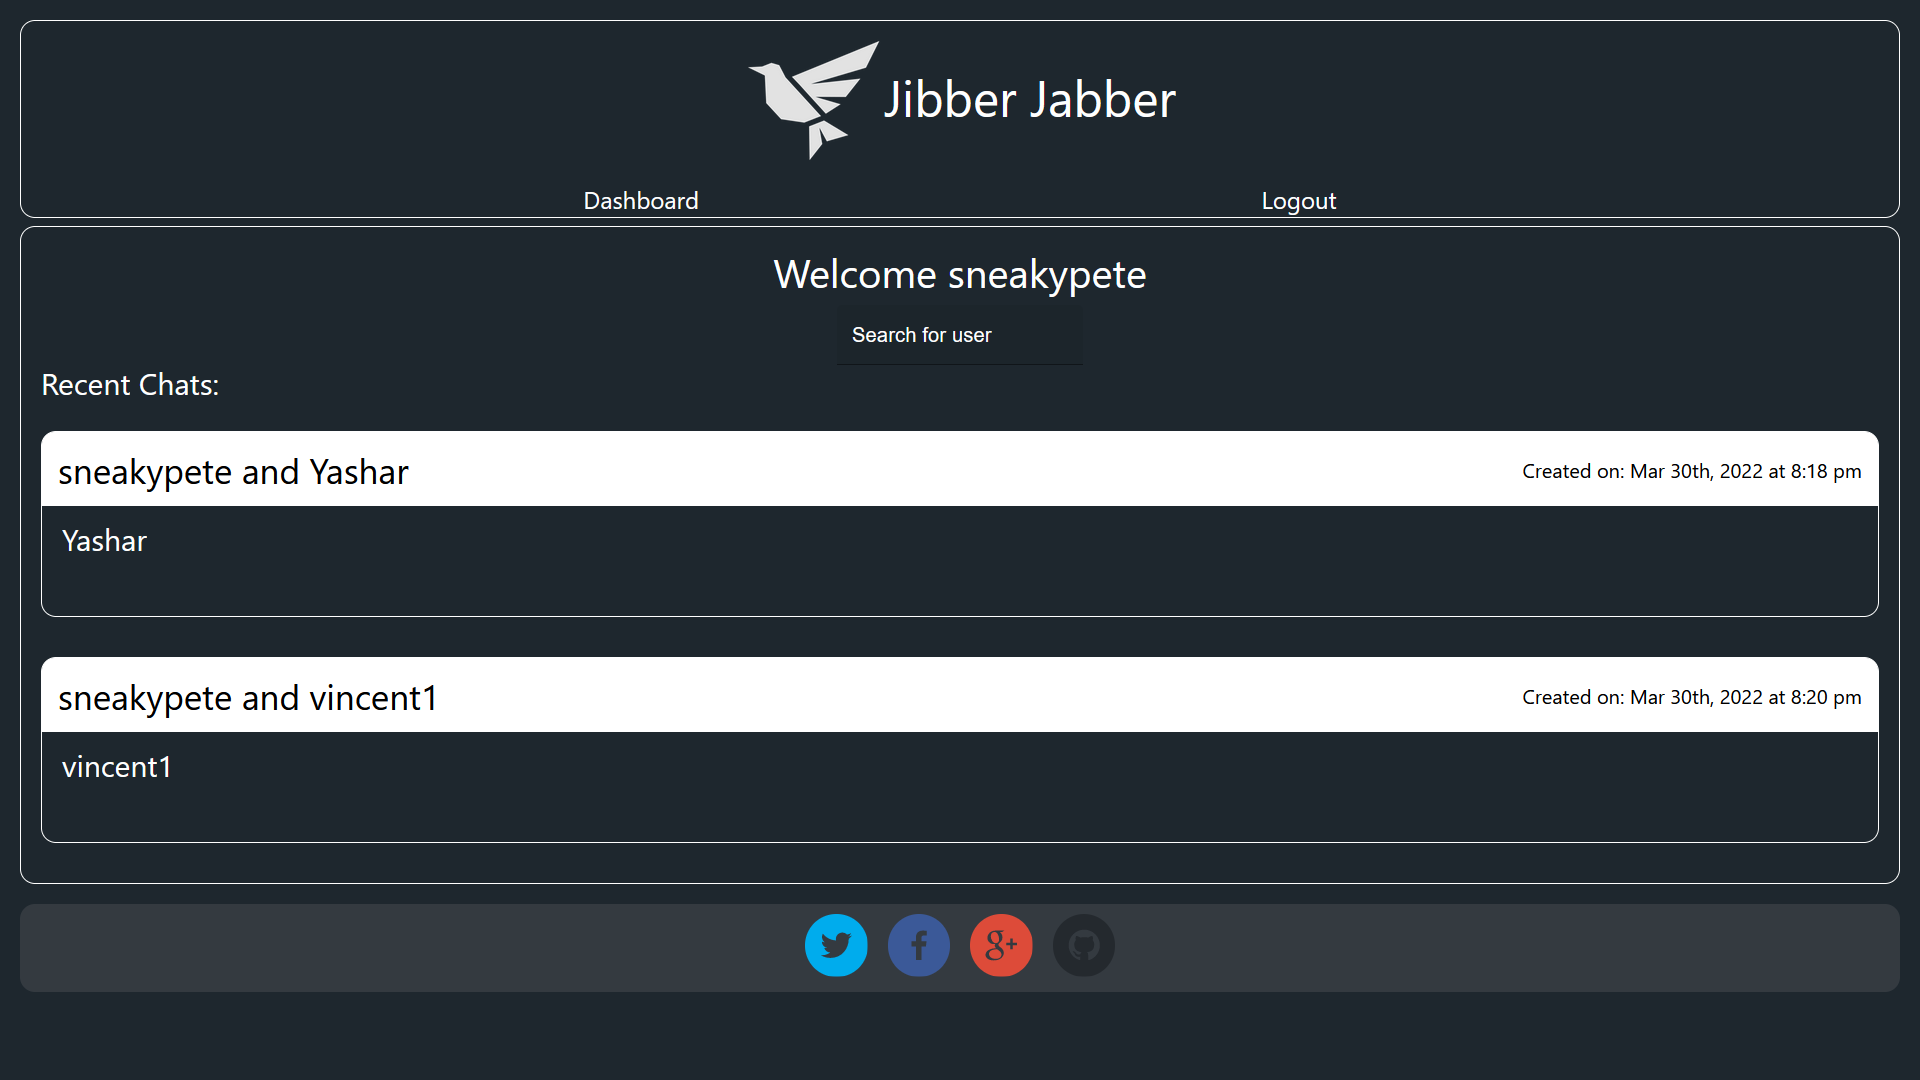 Jibber Jabber
Dashboard Logout
Welcome sneakypete
Search for user
Recent Chats:
sneakypete and Yashar Created on: Mar 30th, 2022 at 8:18 pm
Yashar
sneakypete and vincent1 Created on: Mar 30th, 2022 at 8:20 pm
vincent1